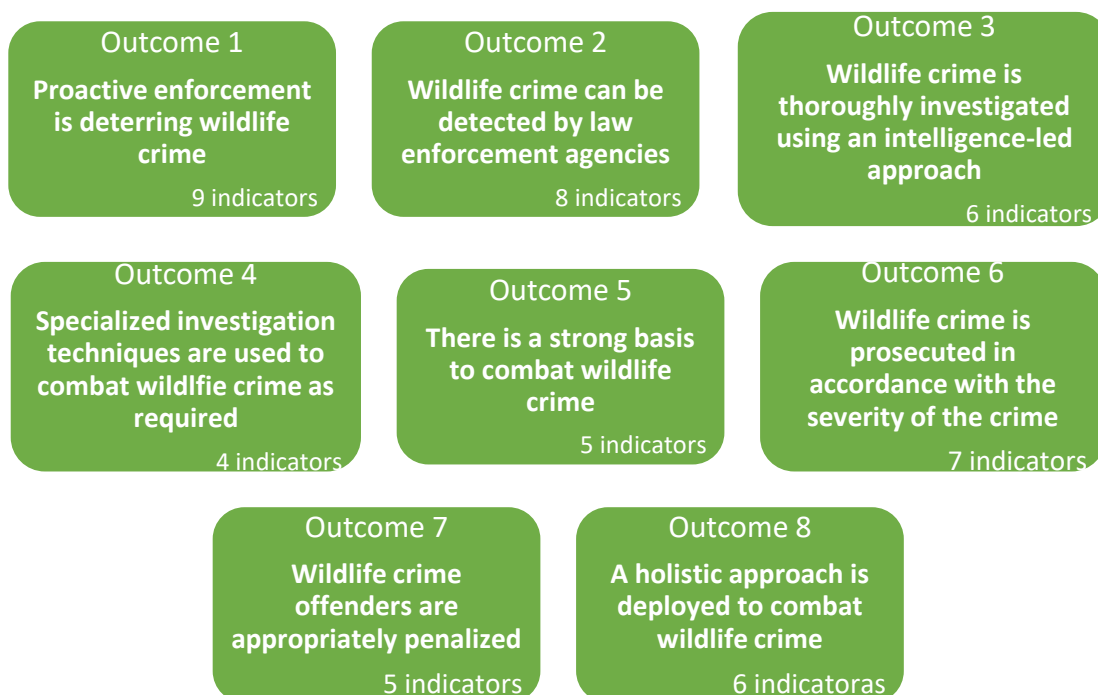 Outcome 1
Proactive enforcement
is deterring wildlife
crime
9 indicators
Outcome 2
Wildlife crime can be
detected by law
enforcement agencies
8 indicators
Outcome 3
Wildlife crime is
thoroughly investigated
using an intelligence-led
approach
6 indicators
Outcome 4
Specialized investigation
techniques are used to
combat wildlfie crime as
required
4 indicators
Outcome 5
There is a strong basis
to combat wildlife
crime
5 indicators
Outcome 6
Wildlife crime is
prosecuted in
accordance with the
severity of the crime
7 indicators
Outcome 7
Wildlife crime
offenders are
appropriately penalized
5 indicators
Outcome 8
A holistic approach is
deployed to combat
wildlife crime
6 indicatoras